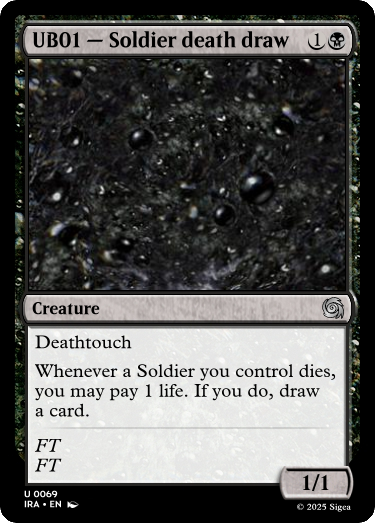 UB01 — Soldier death draw 1
Creature
Deathtouch
Whenever a Soldier you control dies,
you may pay 1 life. If you do, draw
a card.
FT
FT
1/1
U 0069
IRA • EN
© 2025 Sigea